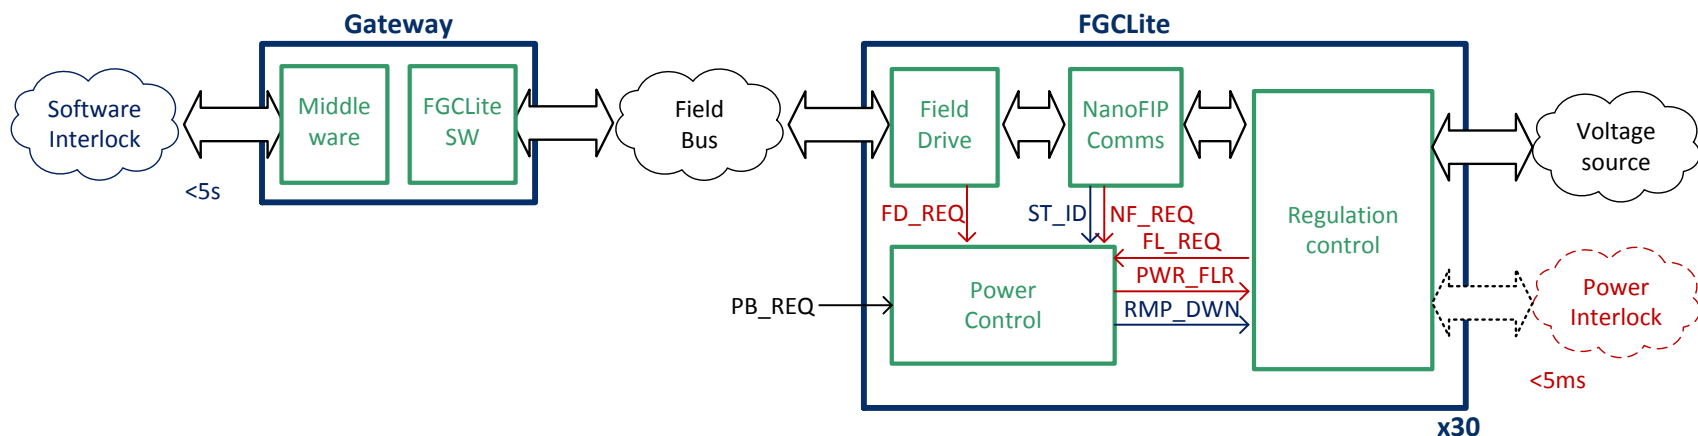 Gateway
FGCLite
Software
Interlock
<5s
Middle
ware
FGCLite
SW
Field
Bus
Field
Drive
NanoFIP
Comms
Regulation
control
Voltage
source
FD_REQ
ST_ID
NF_REQ
FL_REQ
PWR_FLR
RMP_DWN
PB_REQ
Power
Control
Power
Interlock
<5ms
x30